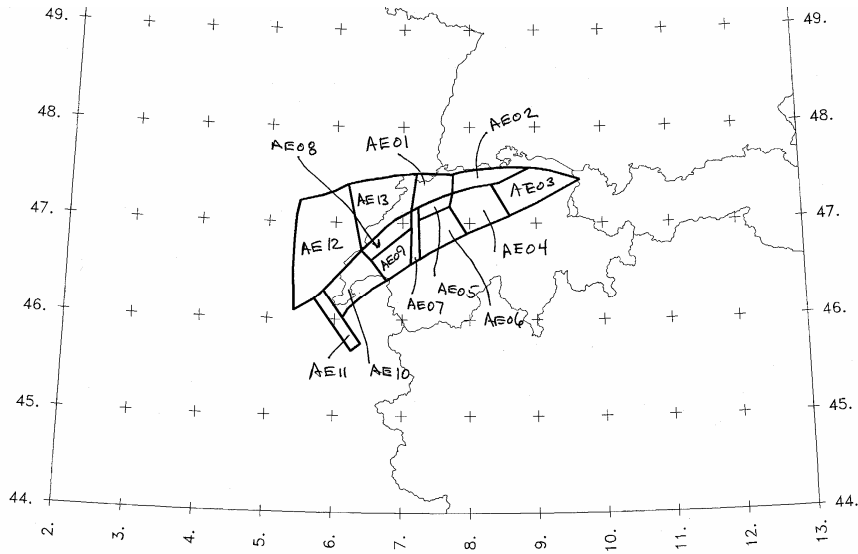 49.
49.
48.
48.
AE02
AE01
AE08
AE13
AE03
47.
47.
AE12
AE09
AE04
AE05
46.
46.
AE07
AE06
AE11
AE10
45.
45.
44.
44.
2. 3. 4. 5. 6. 7. 8. 9. 10. 11. 12. 13.